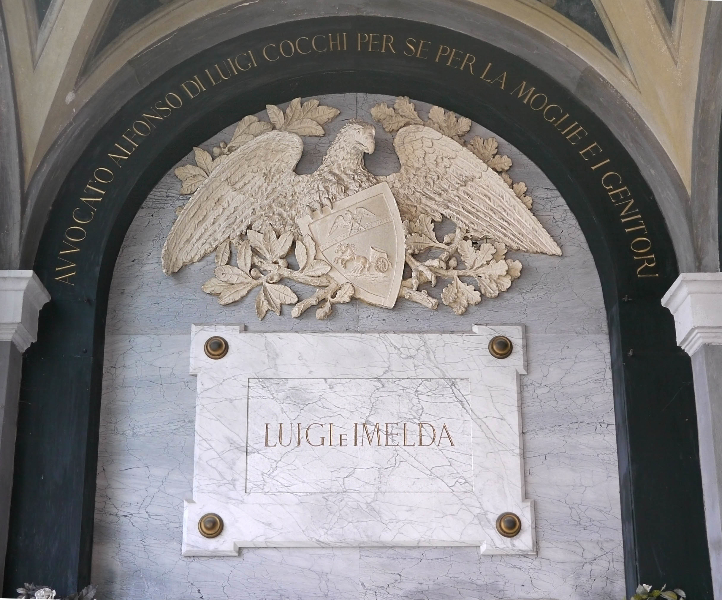 AVVOCATO ALFONSO DI LUIGI COCCHI PER SE PER LA MOGLIE E I GENITORI
LUIGI E IMELDA